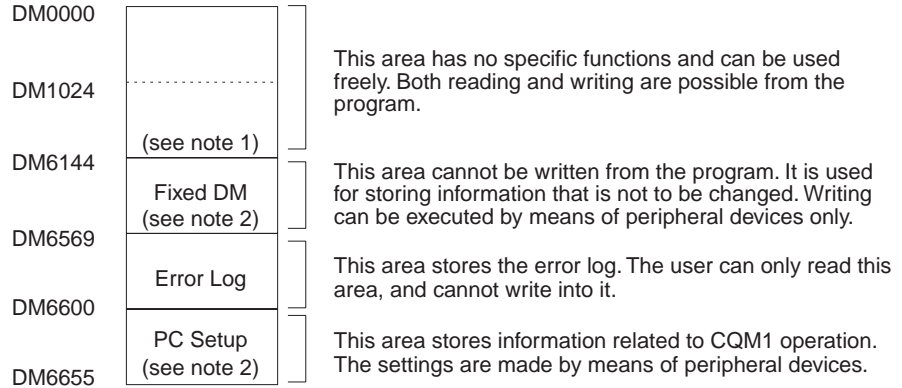 DM0000
This area has no specific functions and can be used
freely. Both reading and writing are possible from the
program.
DM1024
(see note 1)
DM6144
Fixed DM
(see note 2)
This area cannot be written from the program. It is used
for storing information that is not to be changed. Writing
can be executed by means of peripheral devices only.
DM6569
Error Log
This area stores the error log. The user can only read this
area, and cannot write into it.
DM6600
PC Setup
(see note 2)
This area stores information related to CQM1 operation.
The settings are made by means of peripheral devices.
DM6655